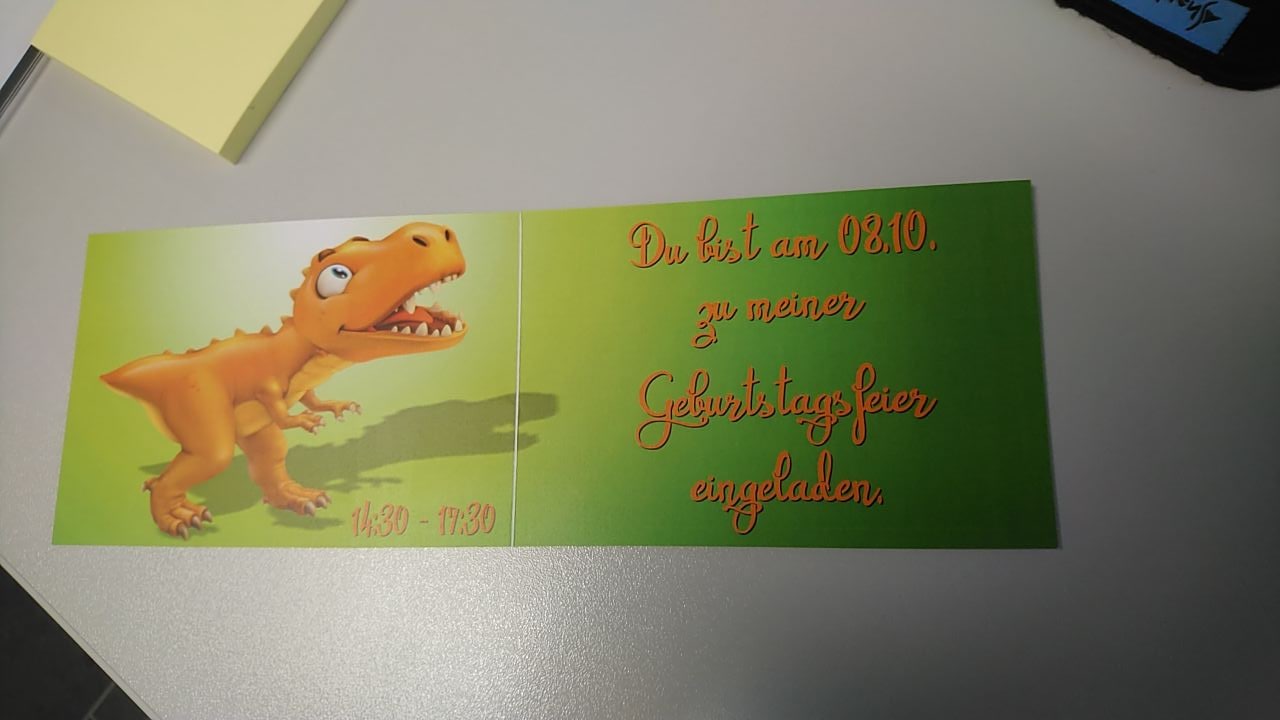 14:30 - 17:30
Du bist am 08.10.
zu meiner
Geburtstagsfeier
eingeladen.